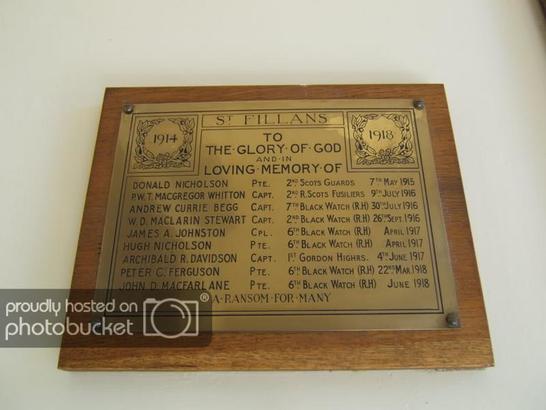 Sᵀ FILLANS
1914
1918
TO
THE·GLORY·OF·GOD
AND·IN
LOVING·MEMORY·OF
DONALD NICHOLSON PTE. 2ND SCOTS GUARDS 7TH MAY 1915
P.W.T. MACGREGOR WHITTON CAPT. 2ND R. SCOTS FUSILIERS 9TH JULY 1916
ANDREW CURRIE BEGG CAPT. 7TH BLACK WATCH (R.H) 30TH JULY 1916
W.D. MACLARIN STEWART CAPT. 2ND BLACK WATCH (R.H) 26TH SEPT. 1916
JAMES A. JOHNSTON CPL. 6TH BLACK WATCH (R.H) APRIL 1917
HUGH NICHOLSON PTE. 6TH BLACK WATCH (R.H) APRIL 1917
ARCHIBALD R. DAVIDSON CAPT. 1ST GORDON HIGHRS. 4TH JUNE 1917
PETER C. FERGUSON PTE. 6TH BLACK WATCH (R.H) 22ND MAR. 1918
JOHN D. MACFARLANE PTE. 6TH BLACK WATCH (R.H) JUNE 1918
A·RANSOM·FOR·MANY
proudly hosted on
photobucket®